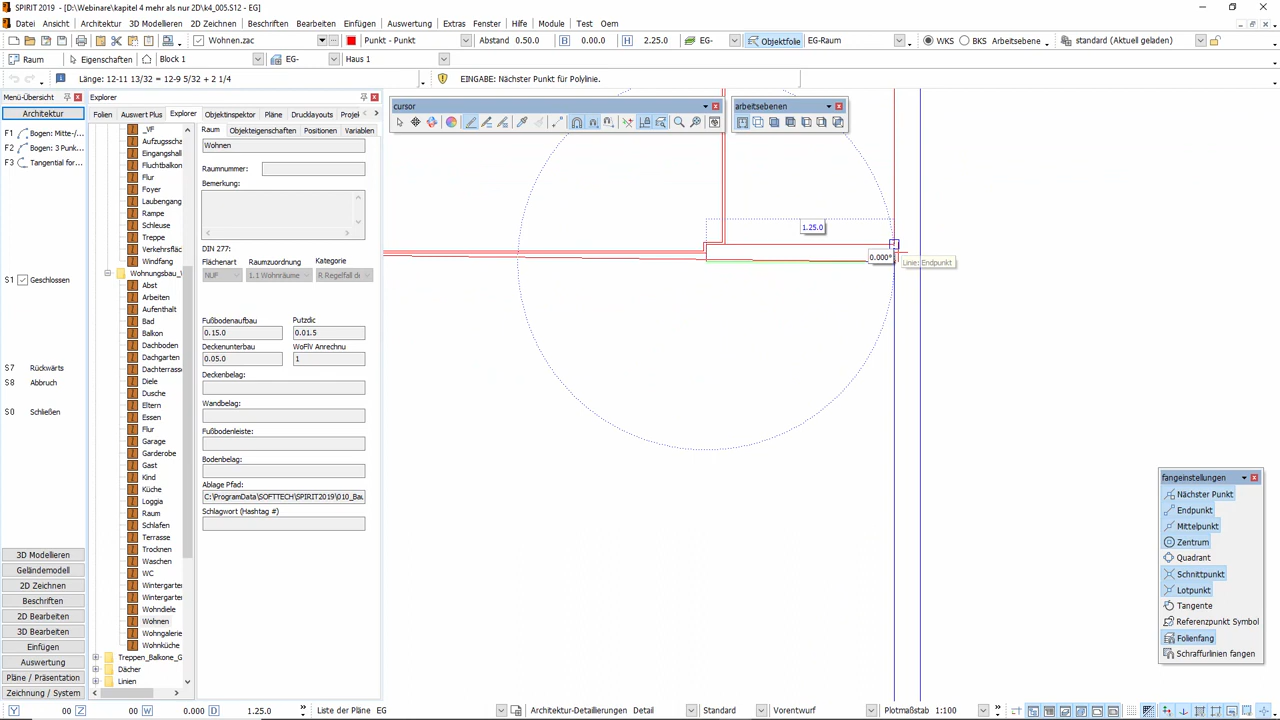 SPIRIT 2019 - [D:\Webinare\kapitel 4 mehr als nur 2D\k4_005.S12 - EG]
Datei Ansicht Architektur 3D Modellieren 2D Zeichnen Beschriften Bearbeiten Einfügen Auswertung Extras Fenster Hilfe Module Test Oem
Wohnen.zac Punkt - Punkt Abstand 0.50.0 B 0.00.0 H 2.25.0 EG- Objektfolie EG-Raum WKS BKS Arbeitsebene standard (Aktuell geladen)
Raum Eigenschaften Block 1 EG- Haus 1
Länge: 12-11 13/32 = 12-9 5/32 + 2 1/4 EINGABE: Nächster Punkt für Polylinie.
Menü-Übersicht
Architektur
F1 Bogen: Mitte-/...
F2 Bogen: 3 Punk...
F3 Tangential for...
S1 Geschlossen
S7 Rückwärts
S8 Abbruch
S0 Schließen
3D Modellieren
Geländemodell
2D Zeichnen
Beschriften
2D Bearbeiten
3D Bearbeiten
Einfügen
Auswertung
Pläne / Präsentation
Zeichnung / System
Explorer
Folien Auswert Plus Explorer Objektinspektor Pläne Drucklayouts Projel
_VF
Aufzugsscha
Eingangshall
Fluchtbalkon
Flur
Foyer
Laubengang
Rampe
Schleuse
Treppe
Verkehrsfläc
Windfang
Wohnungsbau_V
Abst
Arbeiten
Aufenthalt
Bad
Balkon
Dachboden
Dachgarten
Dachterrass
Diele
Dusche
Eltern
Essen
Flur
Garage
Garderobe
Gast
Kind
Küche
Loggia
Raum
Schlafen
Terrasse
Trocknen
Waschen
WC
Wintergarter
Wintergarter
Wohndiele
Wohnen
Wohngalerie
Wohnküche
Treppen_Balkone_G
Dächer
Linien
Raum Objekteigenschaften Positionen Variablen
Wohnen
Raumnummer:
Bemerkung:
DIN 277:
Flächenart Raumzuordnung Kategorie
NUF 1.1 Wohnräume R Regelfall de
Fußbodenaufbau Putzdic
0.15.0 0.01.5
Deckenunterbau WoFlV Anrechnu
0.05.0 1
Deckenbelag:
Wandbelag:
Fußbodenleiste:
Bodenbelag:
Ablage Pfad:
C:\ProgramData\SOFTTECH\SPIRIT2019\010_Bau
Schlagwort (Hashtag #)
cursor
arbeitsebenen
1.25.0
0.000°
Linie: Endpunkt
fangeinstellungen
Nächster Punkt
Endpunkt
Mittelpunkt
Zentrum
Quadrant
Schnittpunkt
Lotpunkt
Tangente
Referenzpunkt Symbol
Folienfang
Schraffurlinien fangen
Y 00 Z 00 W 0.000 D 1.25.0 Liste der Pläne EG Architektur-Detaillierungen Detail Standard Vorentwurf Plotmaßstab 1:100